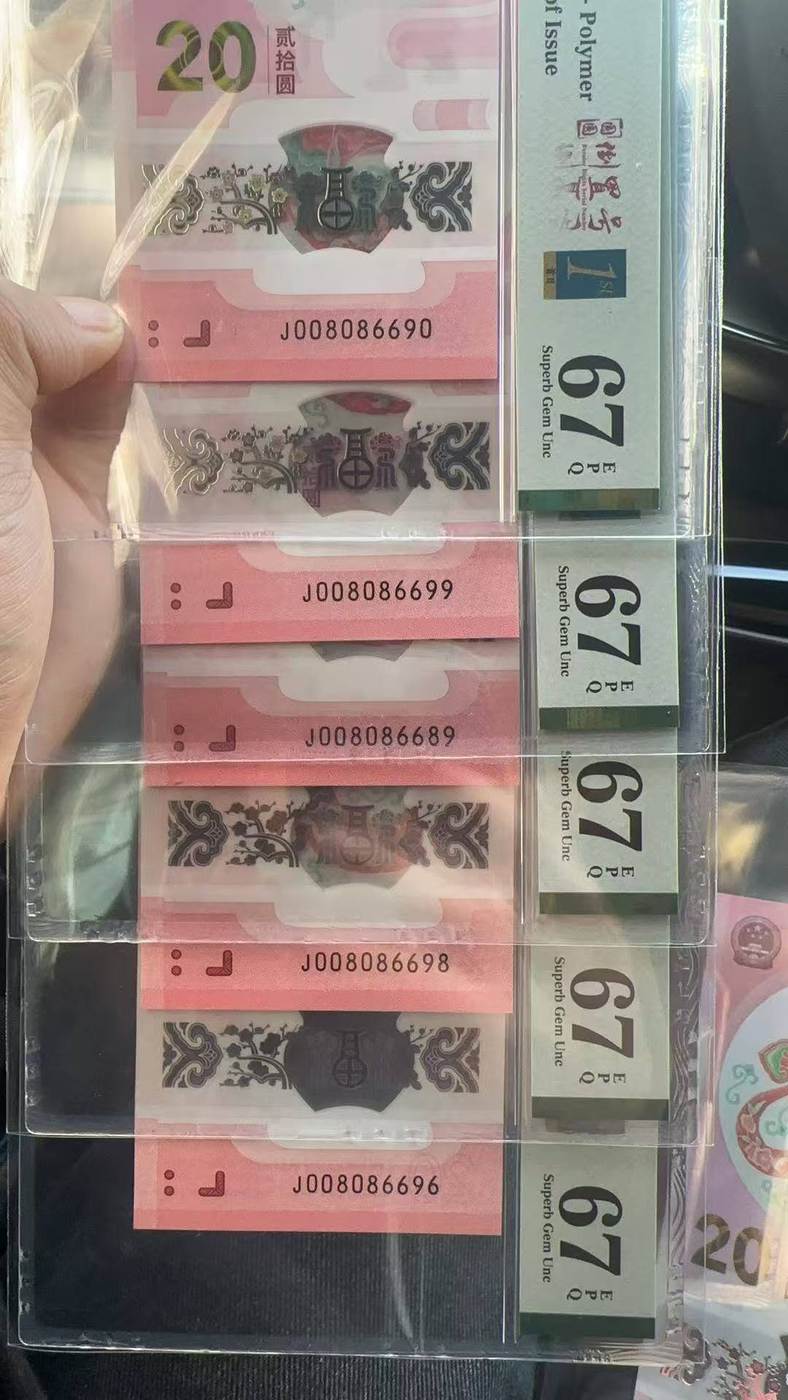 20
贰拾圆
- Polymer
of Issue
1st
J008086690
67
E
P
Q
Superb Gem Unc
J008086699
67
E
P
Q
Superb Gem Unc
J008086689
67
E
P
Q
Superb Gem Unc
J008086698
67
E
P
Q
Superb Gem Unc
J008086696
67
E
P
Q
Superb Gem Unc
20